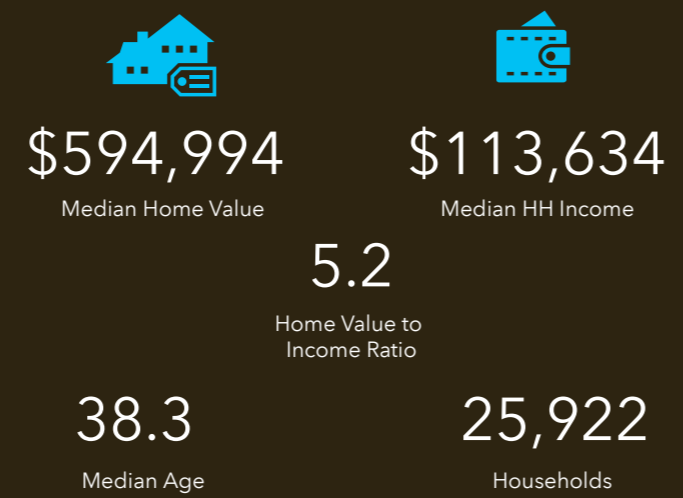 $594,994
Median Home Value
$113,634
Median HH Income
5.2
Home Value to
Income Ratio
38.3
Median Age
25,922
Households